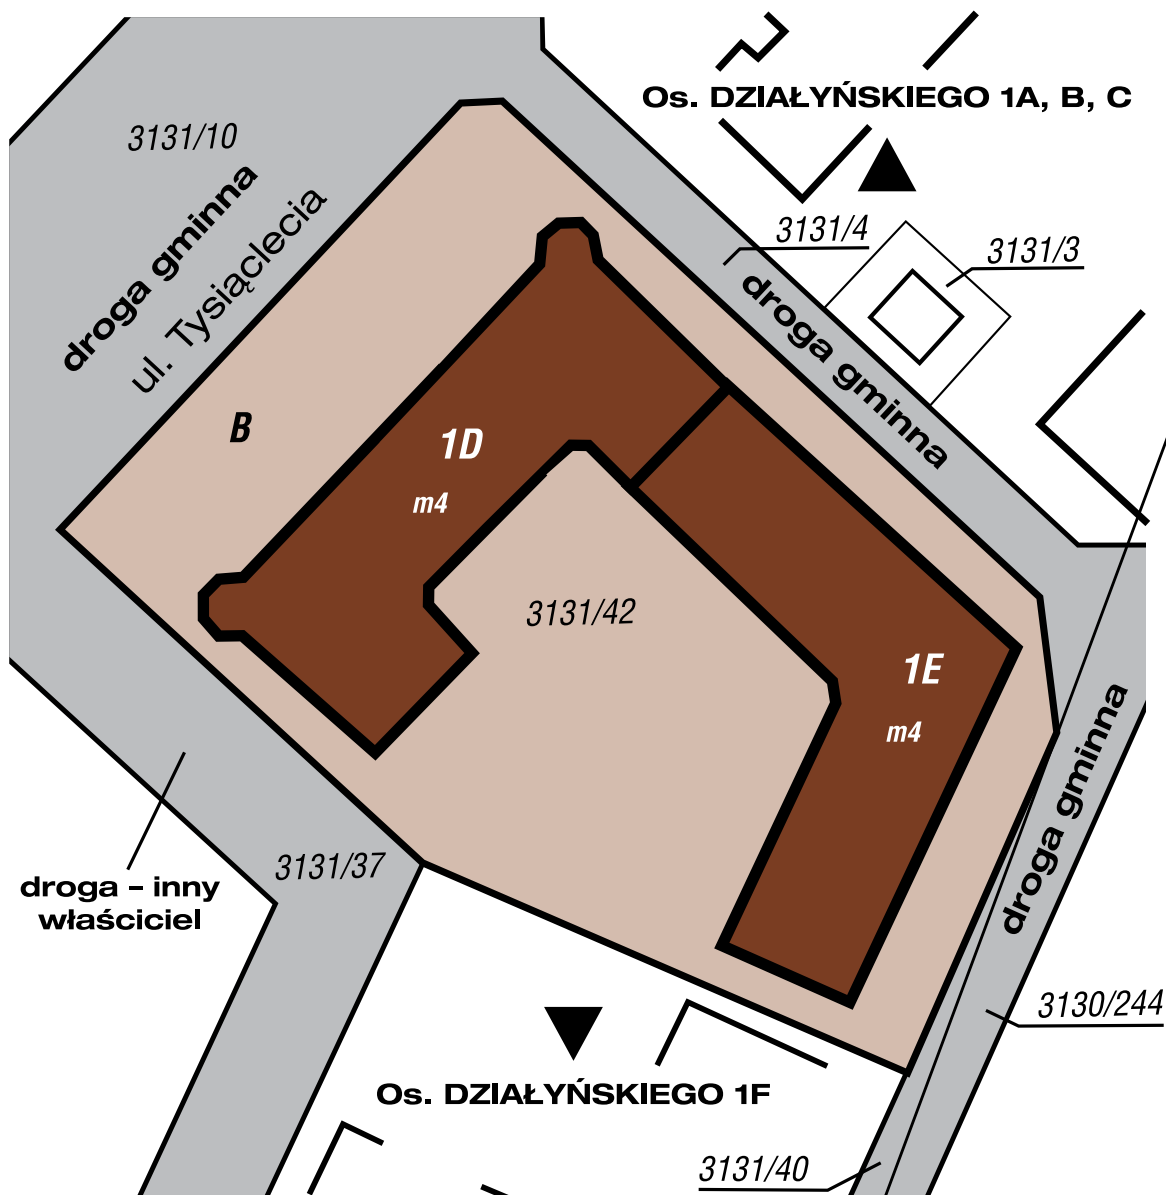 Os. DZIAŁYŃSKIEGO 1A, B, C
3131/10
droga gminna
ul. Tysiąclecia
3131/4
3131/3
droga gminna
B
1D
m4
3131/42
1E
m4
droga gminna
3131/37
droga – inny
właściciel
3130/244
Os. DZIAŁYŃSKIEGO 1F
3131/40